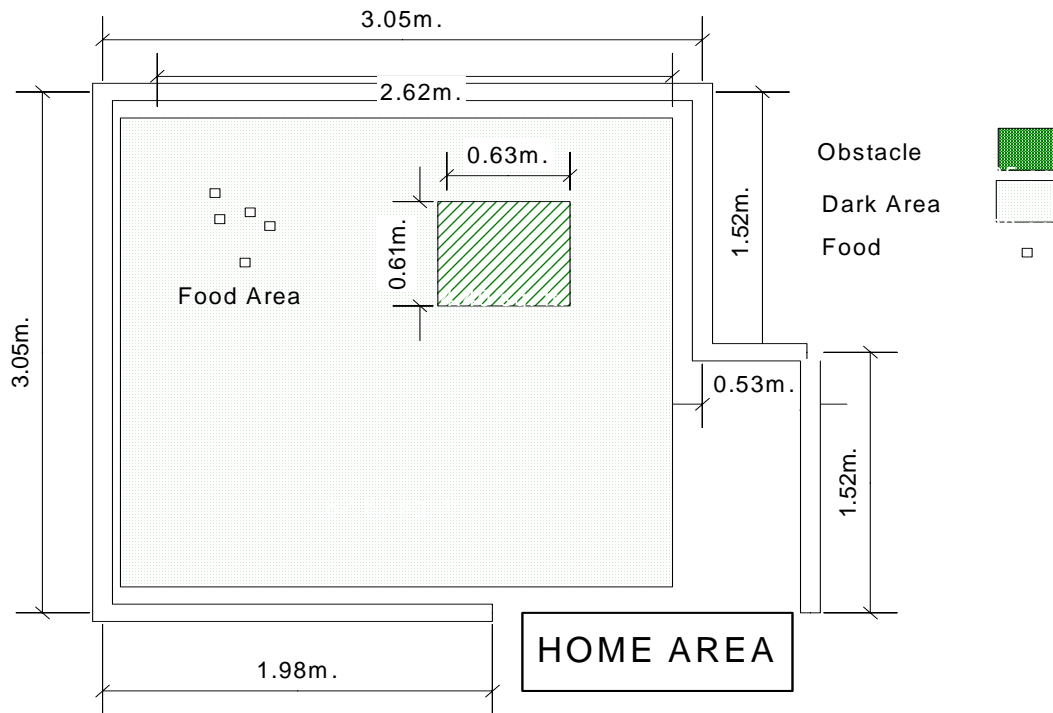 3.05m.
2.62m.
0.63m.
Obstacle
Dark Area
Food
1.52m.
0.61m.
Food Area
3.05m.
0.53m.
1.52m.
HOME AREA
1.98m.